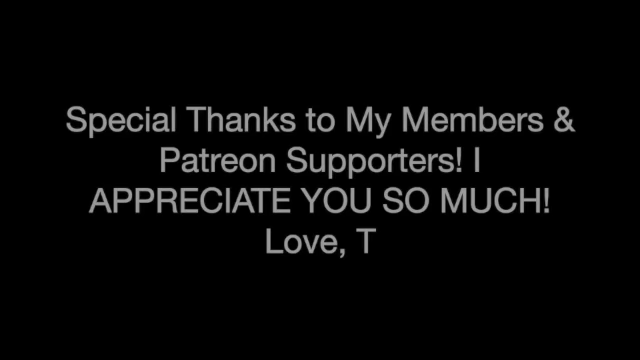 Special Thanks to My Members &
Patreon Supporters! I
APPRECIATE YOU SO MUCH!
Love, T